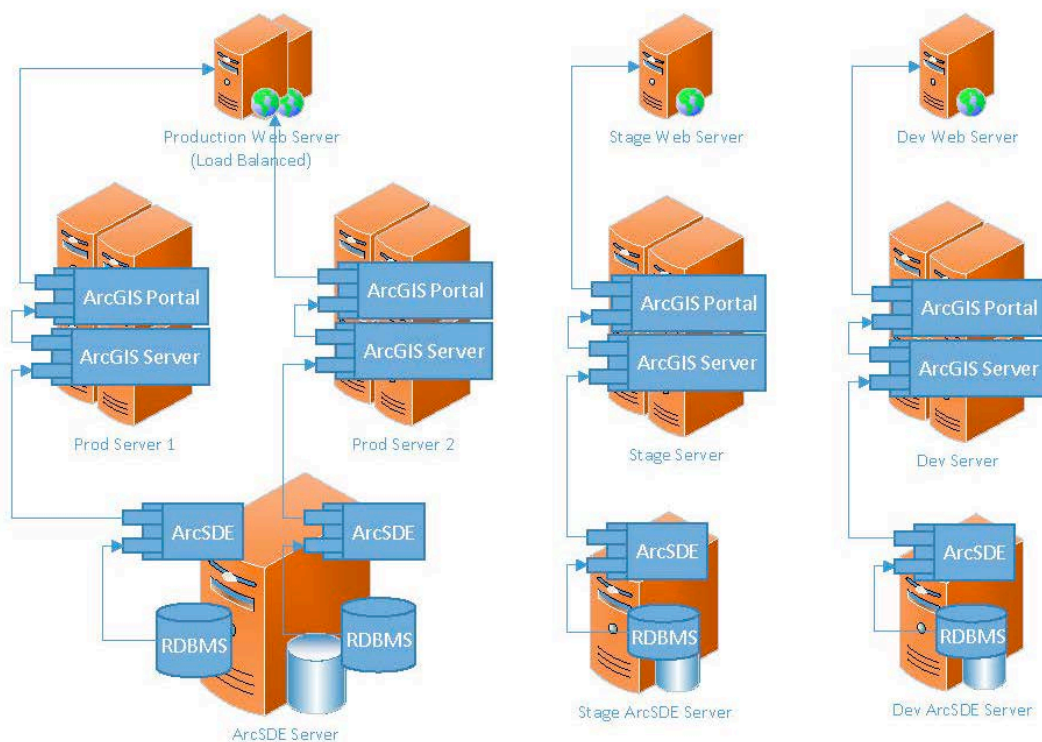 Production Web Server
(Load Balanced)
Stage Web Server
Dev Web Server
ArcGIS Portal
ArcGIS Server
Prod Server 1
ArcGIS Portal
ArcGIS Server
Prod Server 2
ArcGIS Portal
ArcGIS Server
Stage Server
ArcGIS Portal
ArcGIS Server
Dev Server
ArcSDE
ArcSDE
RDBMS
RDBMS
ArcSDE Server
ArcSDE
RDBMS
Stage ArcSDE Server
ArcSDE
RDBMS
Dev ArcSDE Server